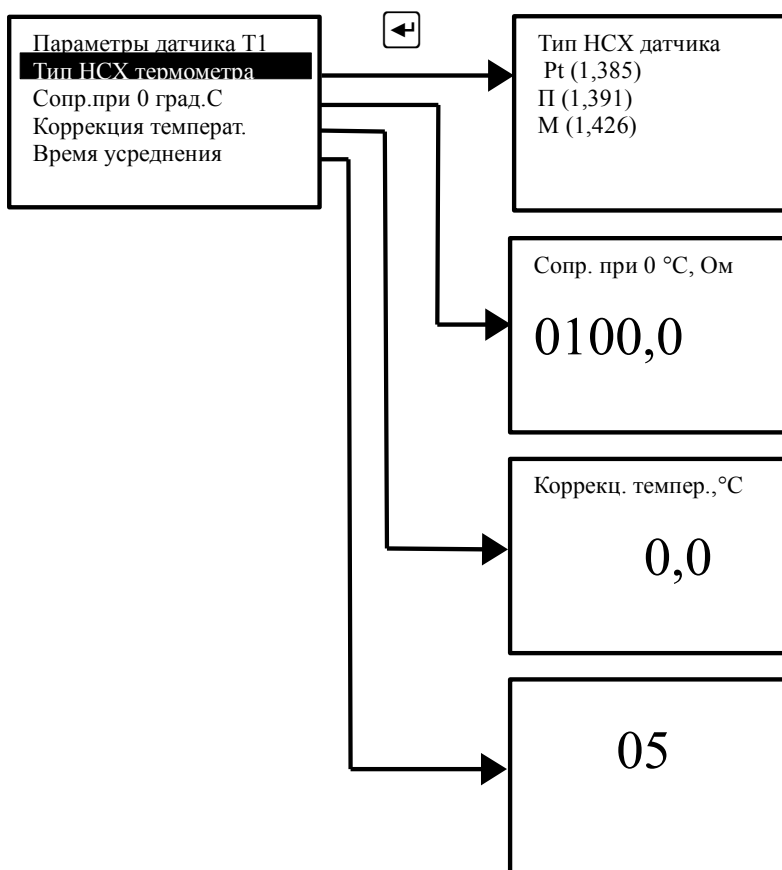 Параметры датчика Т1
Тип НСХ термометра
Сопр.при 0 град.С
Коррекция температ.
Время усреднения
Тип НСХ датчика
Pt (1,385)
П (1,391)
М (1,426)
Сопр. при 0 °С, Ом
0100,0
Коррекц. темпер.,°С
0,0
05